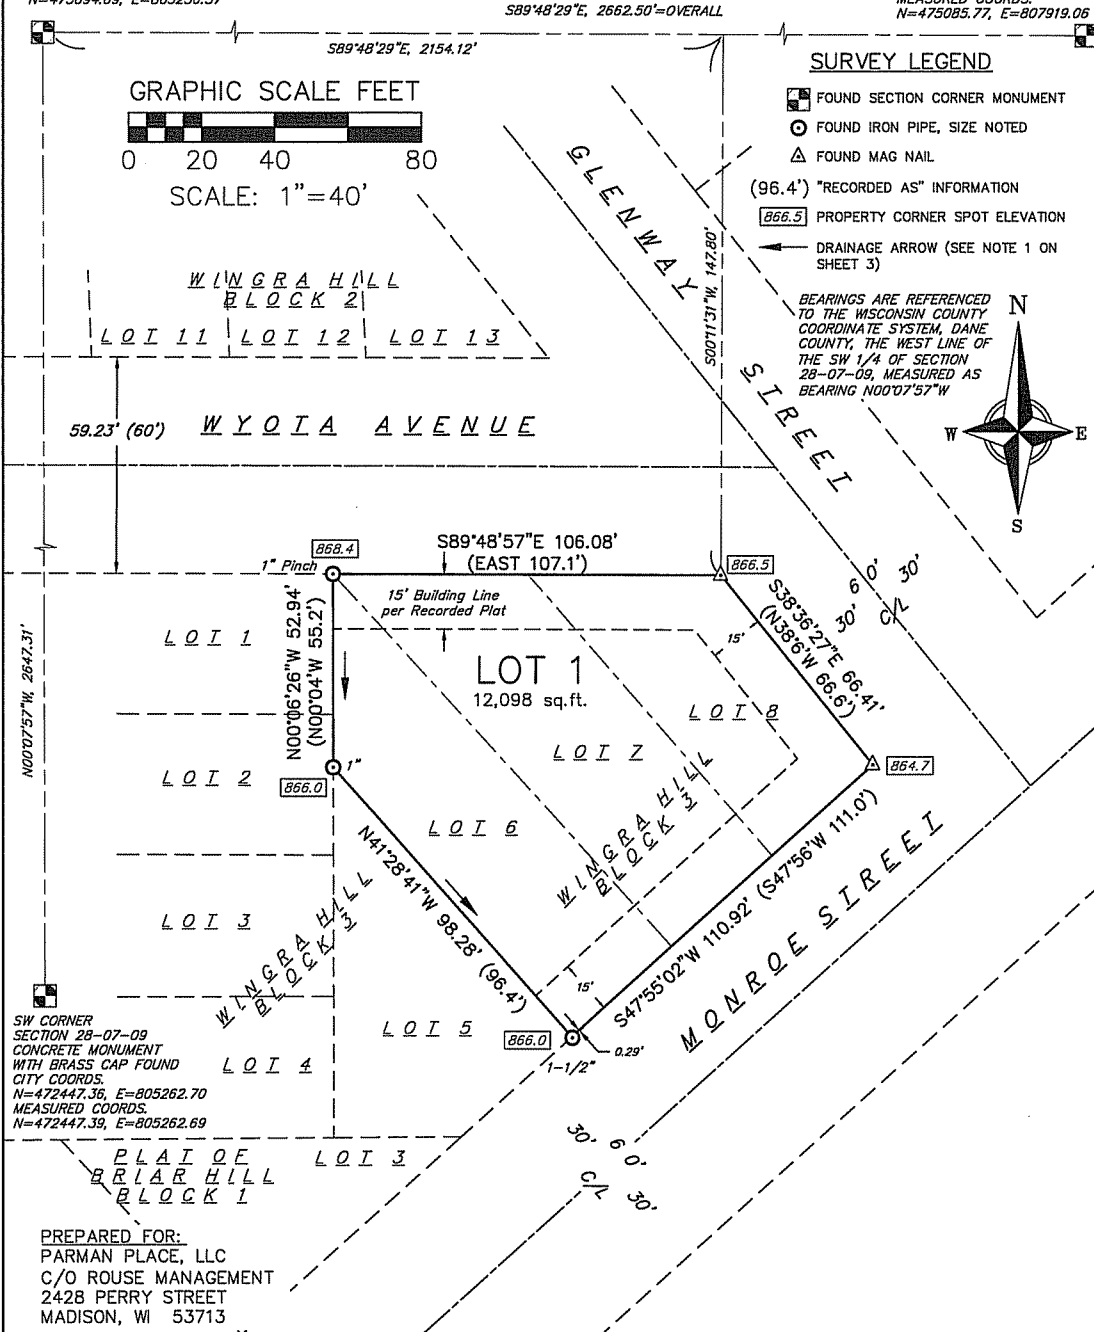 S89°48'29"E, 2662.50'=OVERALL
N=475085.77, E=807919.06
S89°48'29"E, 2154.12'
GRAPHIC SCALE FEET
0 20 40 80
SCALE: 1"=40'
SURVEY LEGEND
FOUND SECTION CORNER MONUMENT
FOUND IRON PIPE, SIZE NOTED
FOUND MAG NAIL
(96.4') "RECORDED AS" INFORMATION
866.5 PROPERTY CORNER SPOT ELEVATION
DRAINAGE ARROW (SEE NOTE 1 ON
SHEET 3)
BEARINGS ARE REFERENCED
TO THE WISCONSIN COUNTY
COORDINATE SYSTEM, DANE
COUNTY, THE WEST LINE OF
THE SW 1/4 OF SECTION
28-07-09, MEASURED AS
BEARING N00°07'57"W
N
W E
S
GLENWAY STREET
S00°11'31"W, 147.80'
WINGRA HILL
BLOCK 2
LOT 11 LOT 12 LOT 13
59.23' (60')
WYOTA AVENUE
868.4
1" Pinch
S89°48'57"E 106.08'
(EAST 107.1')
866.5
15' Building Line
per Recorded Plat
N00°06'26"W 52.94'
(N00°04'W 55.2')
S38°36'27"E 66.41'
(N38°6'W 66.6')
15'
60'
30'
30'
C/L
N00°07'57"W, 2647.31'
LOT 1
LOT 1
12,098 sq.ft.
LOT 8
LOT 7
LOT 2
1"
866.0
864.7
LOT 6
WINGRA HILL
BLOCK 3
N41°28'41"W 98.28' (96.4')
S47°55'02"W 110.92' (S47°56'W 111.0')
MONROE STREET
LOT 3
WINGRA HILL
BLOCK 3
15'
LOT 5
866.0
0.29'
1-1/2"
LOT 4
SW CORNER
SECTION 28-07-09
CONCRETE MONUMENT
WITH BRASS CAP FOUND
CITY COORDS.
N=472447.36, E=805262.70
MEASURED COORDS.
N=472447.39, E=805262.69
30'
60'
C/L
30'
PLAT OF
BRIAR HILL
BLOCK 1
LOT 3
PREPARED FOR:
PARMAN PLACE, LLC
C/O ROUSE MANAGEMENT
2428 PERRY STREET
MADISON, WI 53713